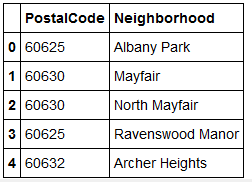 PostalCode Neighborhood
0 60625 Albany Park
1 60630 Mayfair
2 60630 North Mayfair
3 60625 Ravenswood Manor
4 60632 Archer Heights